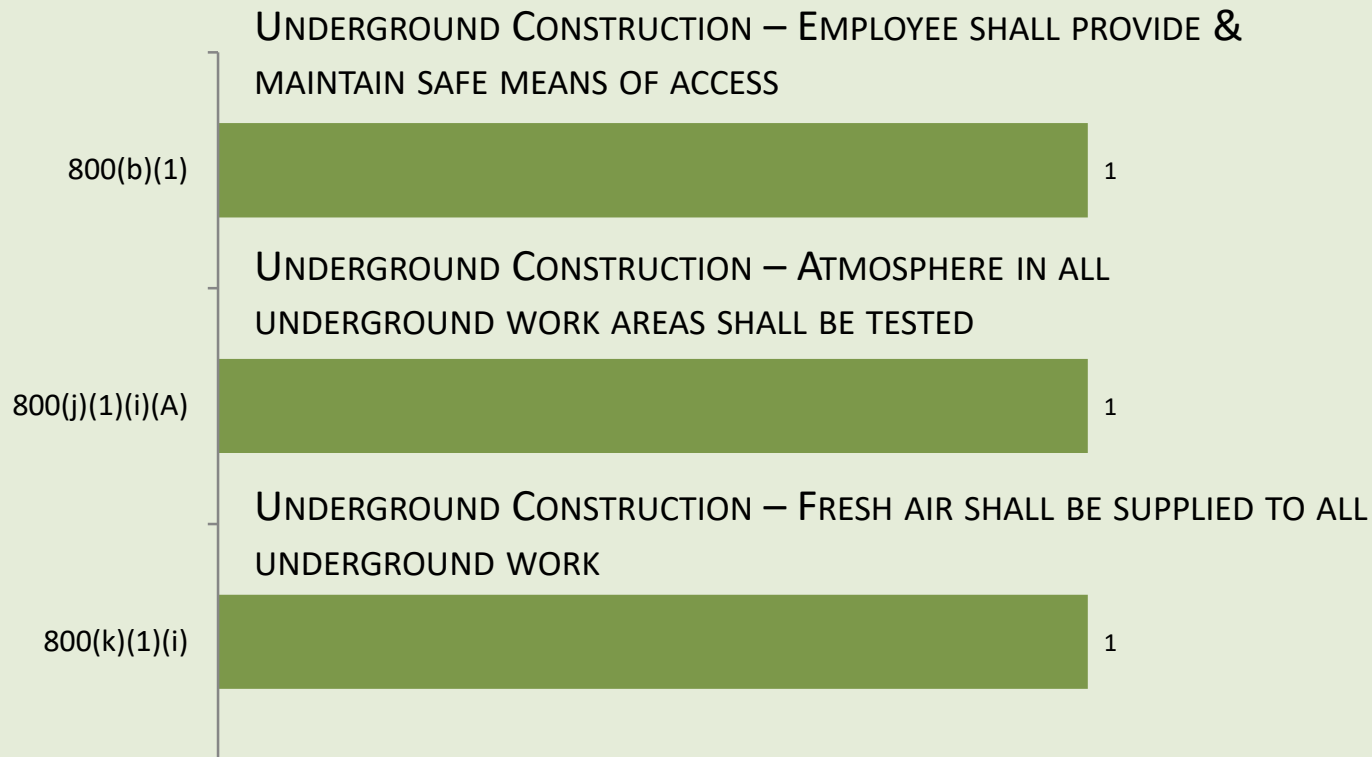 UNDERGROUND CONSTRUCTION – EMPLOYEE SHALL PROVIDE &
MAINTAIN SAFE MEANS OF ACCESS
800(b)(1)
1
UNDERGROUND CONSTRUCTION – ATMOSPHERE IN ALL
UNDERGROUND WORK AREAS SHALL BE TESTED
800(j)(1)(i)(A)
1
UNDERGROUND CONSTRUCTION – FRESH AIR SHALL BE SUPPLIED TO ALL
UNDERGROUND WORK
800(k)(1)(i)
1